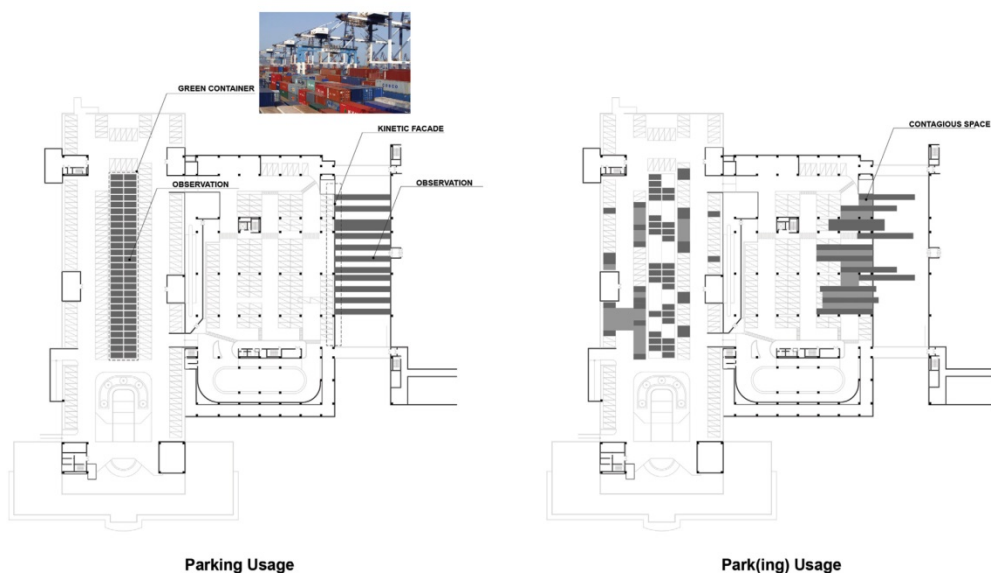 GREEN CONTAINER
KINETIC FACADE
OBSERVATION
OBSERVATION
CONTAGIOUS SPACE
Parking Usage
Park(ing) Usage